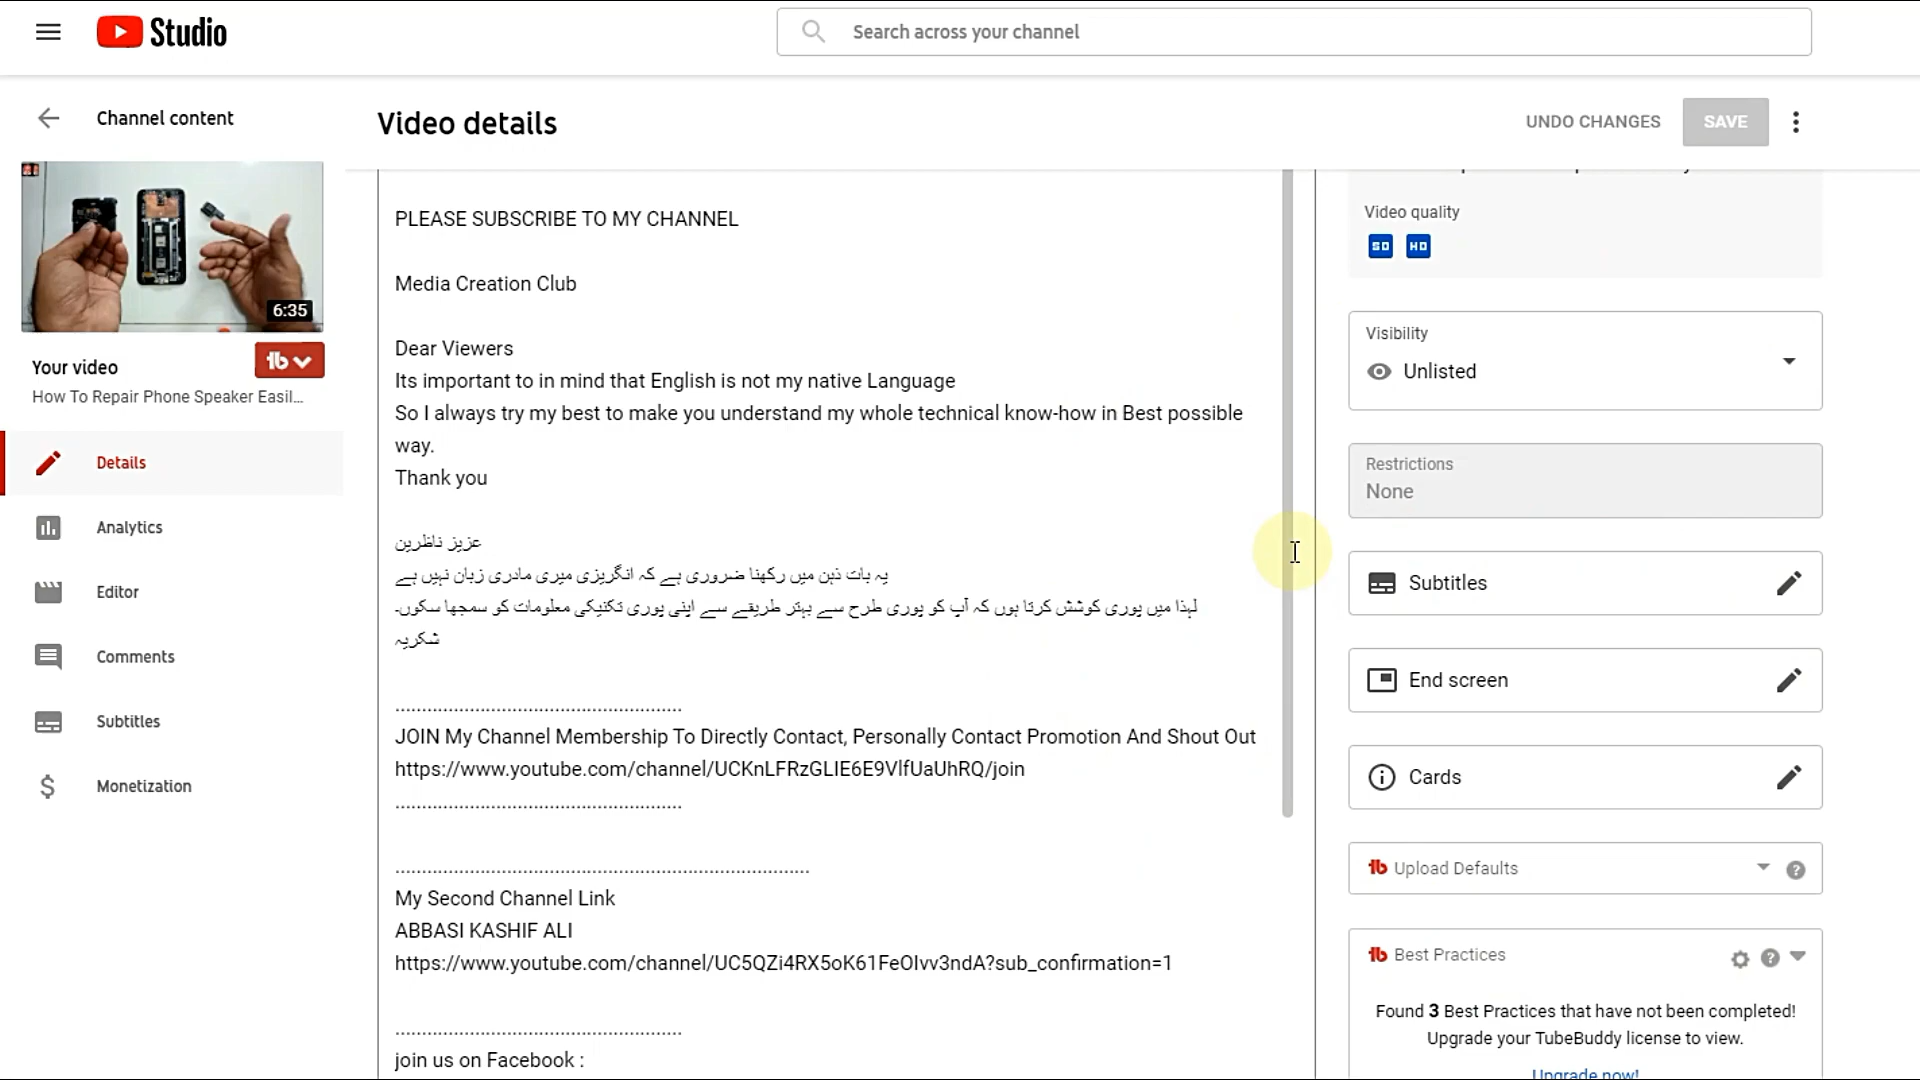 Studio
Search across your channel
Channel content
Video details
UNDO CHANGES
SAVE
6:35
Your video
How To Repair Phone Speaker Easil...
Details
Analytics
Editor
Comments
Subtitles
Monetization
PLEASE SUBSCRIBE TO MY CHANNEL
Media Creation Club
Dear Viewers
Its important to in mind that English is not my native Language
So I always try my best to make you understand my whole technical know-how in Best possible
way.
Thank you
عزیز ناظرین
یہ بات ذہن میں رکھنا ضروری ہے کہ انگریزی میری مادری زبان نہیں ہے
لہذا میں پوری کوشش کرتا ہوں کہ آپ کو پوری طرح سے بہتر طریقے سے اپنی پوری تکنیکی معلومات کو سمجھا سکوں۔
شکریہ
......................................................
JOIN My Channel Membership To Directly Contact, Personally Contact Promotion And Shout Out
https://www.youtube.com/channel/UCKnLFRzGLIE6E9VlfUaUhRQ/join
......................................................
..............................................................................
My Second Channel Link
ABBASI KASHIF ALI
https://www.youtube.com/channel/UC5QZi4RX5oK61FeOIvv3ndA?sub_confirmation=1
......................................................
join us on Facebook :
Video quality
SD HD
Visibility
Unlisted
Restrictions
None
Subtitles
End screen
Cards
Upload Defaults
Best Practices
Found 3 Best Practices that have not been completed!
Upgrade your TubeBuddy license to view.
Upgrade now!